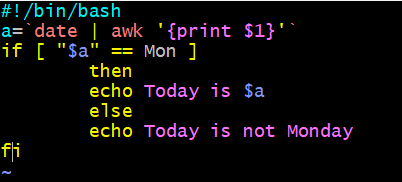 #!/bin/bash
a=`date | awk '{print $1}'`
if [ "$a" == Mon ]
        then
        echo Today is $a
        else
        echo Today is not Monday
fi
~